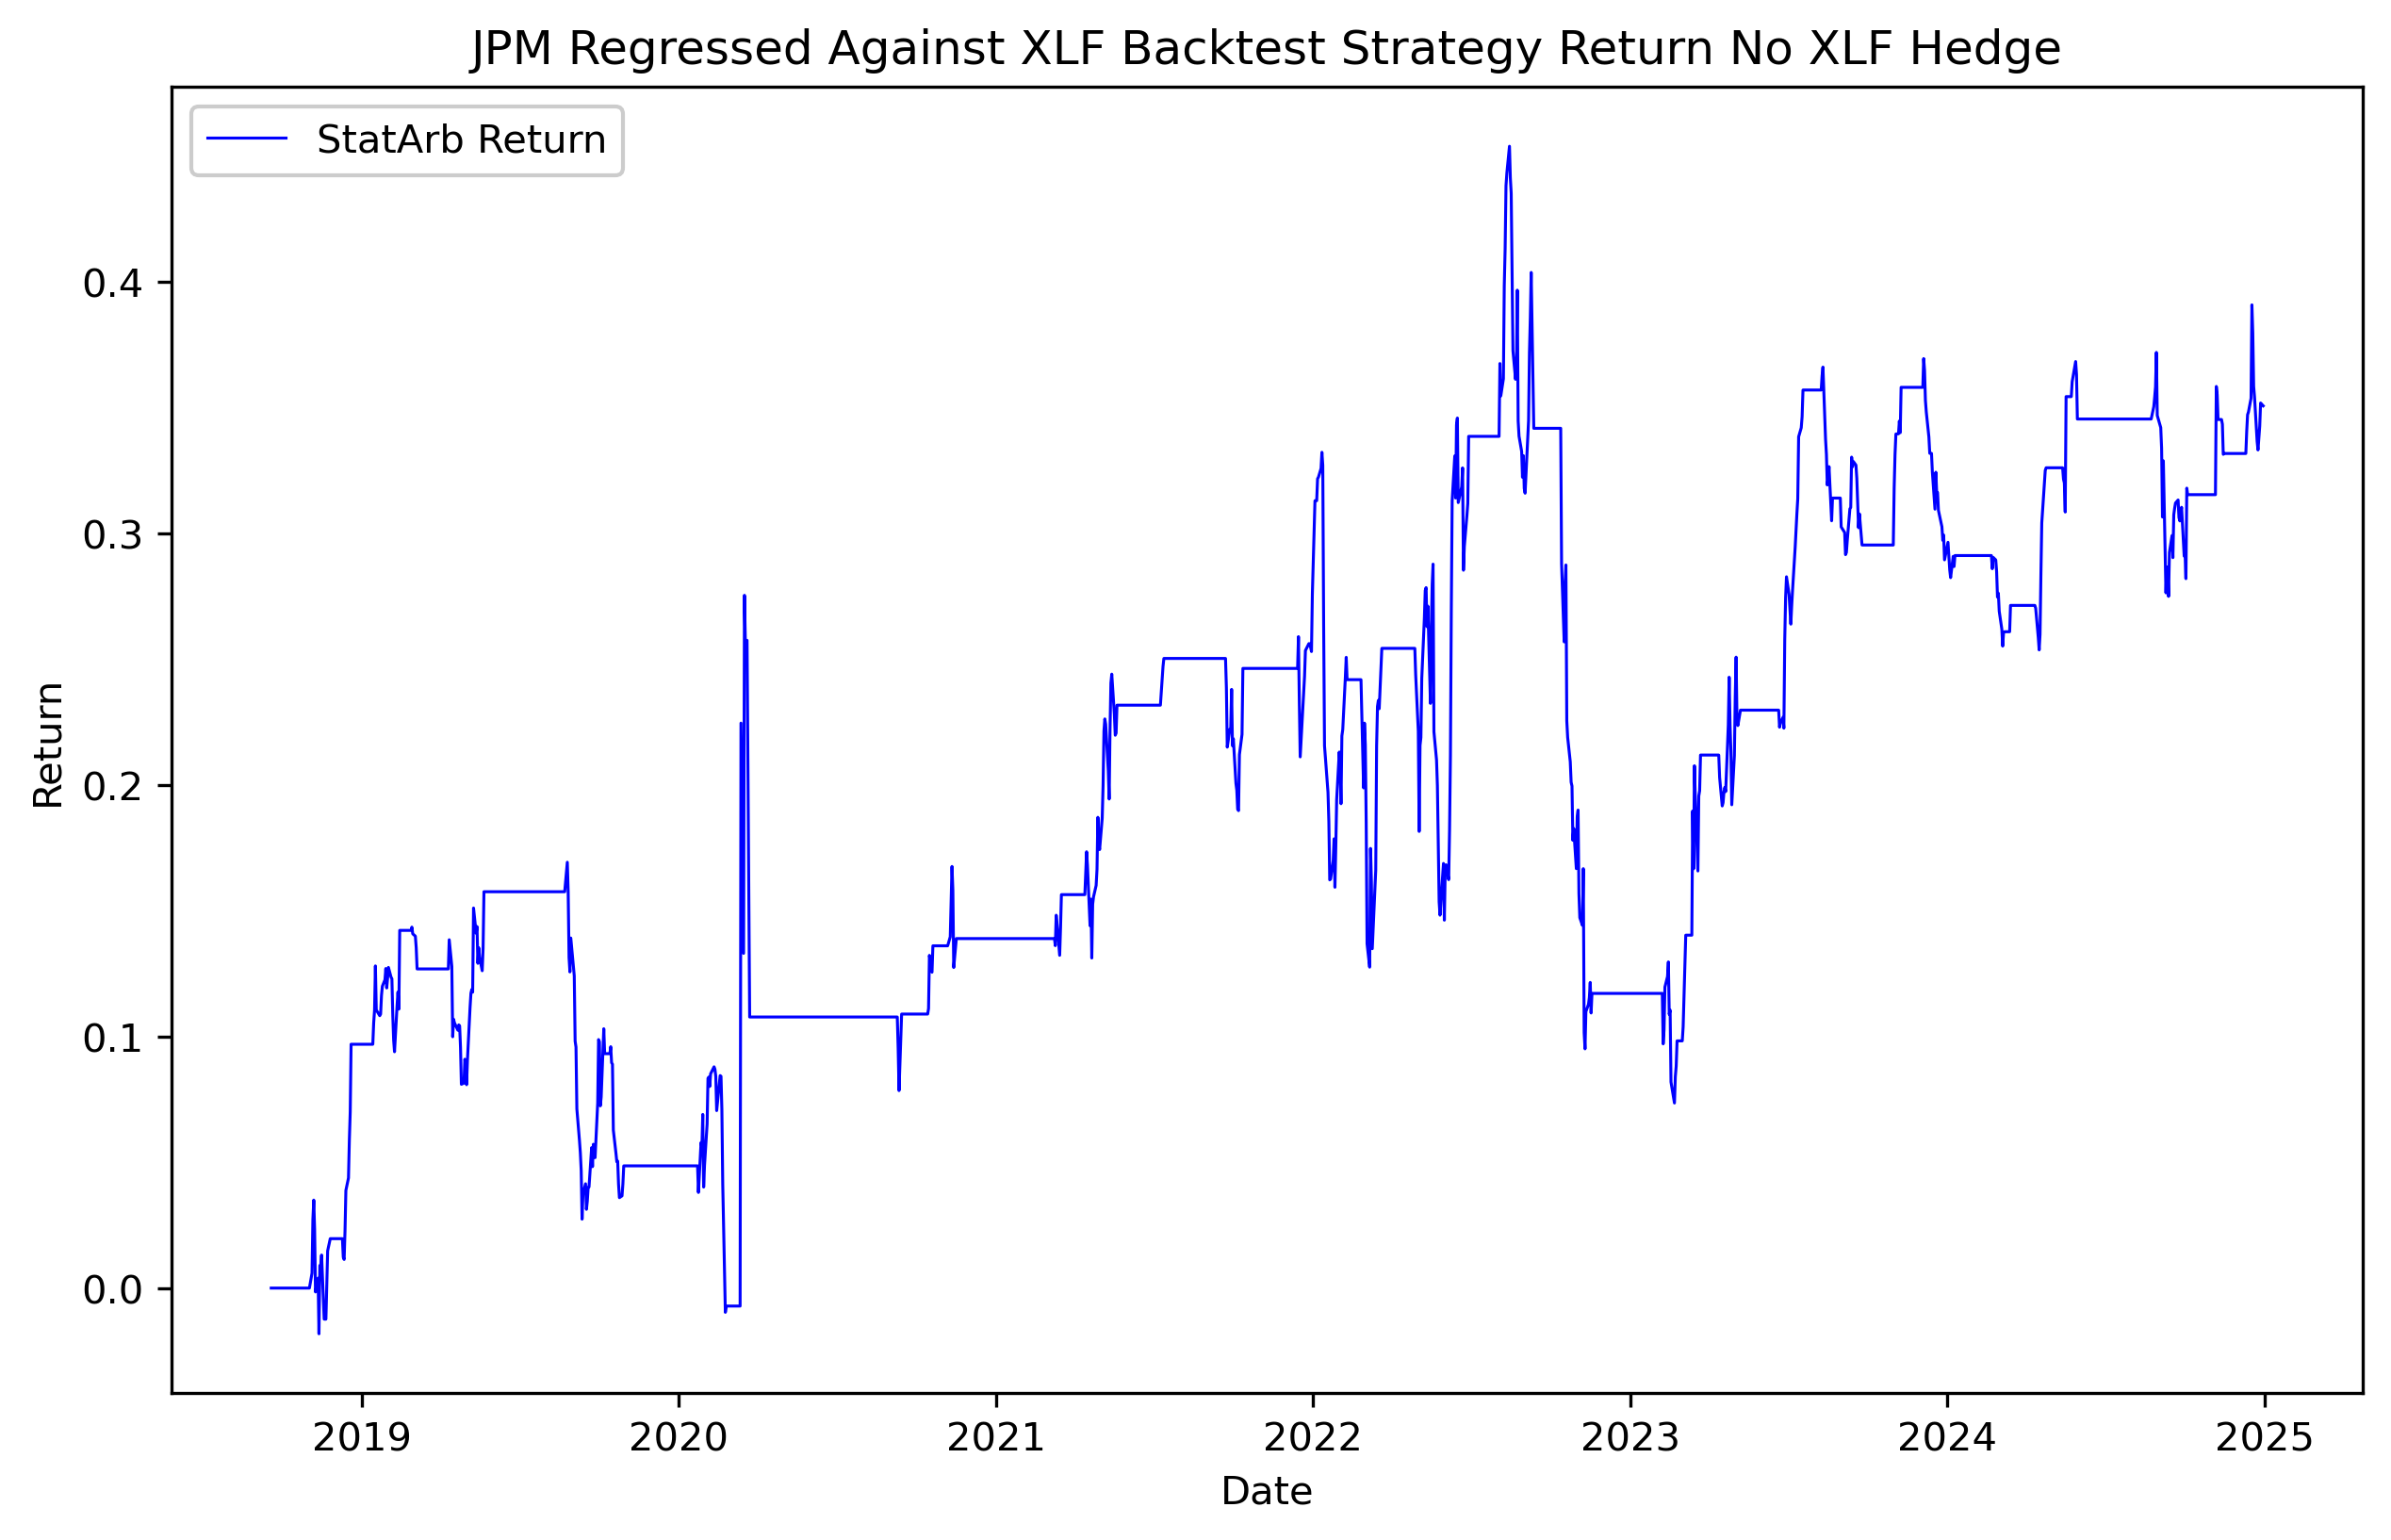 JPM Regressed Against XLF Backtest Strategy Return No XLF Hedge
StatArb Return
Return
0.4
0.3
0.2
0.1
0.0
2019 2020 2021 2022 2023 2024 2025
Date